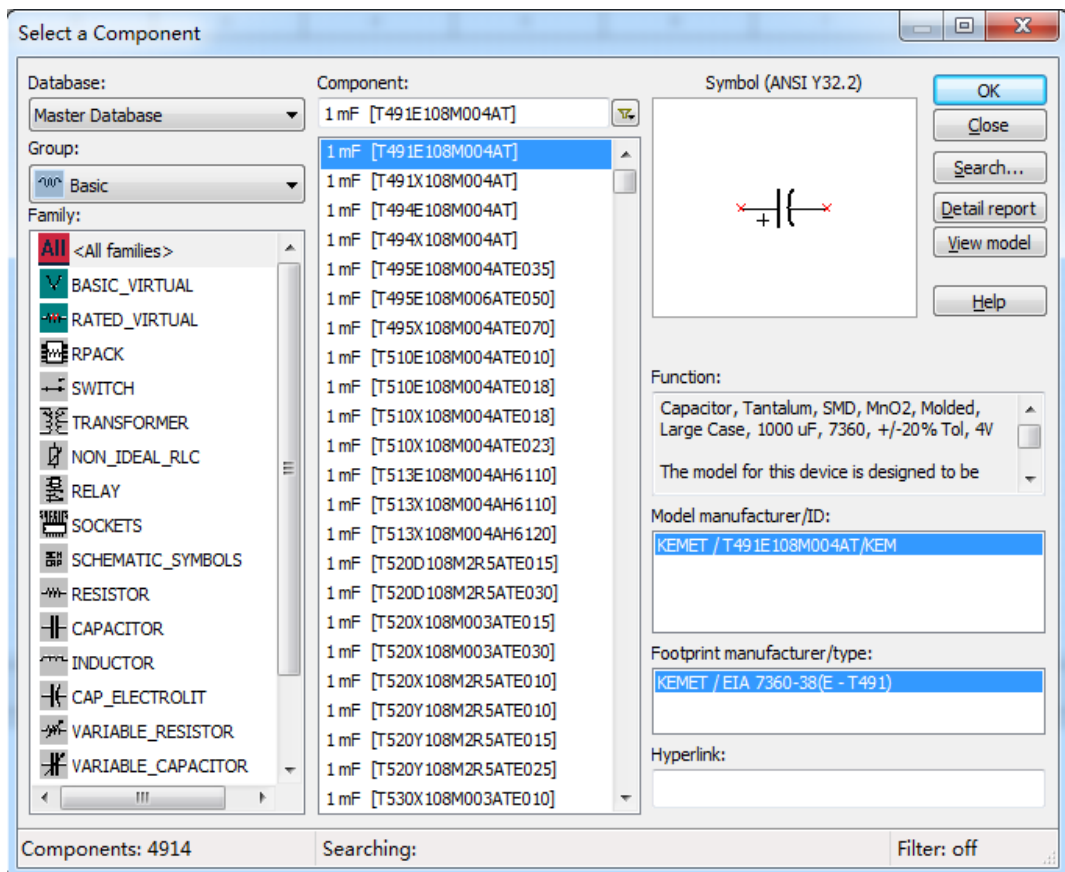 Select a Component
Database:
Master Database
Group:
Basic
Family:
All <All families>
BASIC_VIRTUAL
RATED_VIRTUAL
RPACK
SWITCH
TRANSFORMER
NON_IDEAL_RLC
RELAY
SOCKETS
SCHEMATIC_SYMBOLS
RESISTOR
CAPACITOR
INDUCTOR
CAP_ELECTROLIT
VARIABLE_RESISTOR
VARIABLE_CAPACITOR
Component:
1 mF [T491E108M004AT]
1 mF [T491E108M004AT]
1 mF [T491X108M004AT]
1 mF [T494E108M004AT]
1 mF [T494X108M004AT]
1 mF [T495E108M004ATE035]
1 mF [T495E108M006ATE050]
1 mF [T495X108M004ATE070]
1 mF [T510E108M004ATE010]
1 mF [T510E108M004ATE018]
1 mF [T510X108M004ATE018]
1 mF [T510X108M004ATE023]
1 mF [T513E108M004AH6110]
1 mF [T513X108M004AH6110]
1 mF [T513X108M004AH6120]
1 mF [T520D108M2R5ATE015]
1 mF [T520D108M2R5ATE030]
1 mF [T520X108M003ATE015]
1 mF [T520X108M003ATE030]
1 mF [T520X108M2R5ATE010]
1 mF [T520Y108M2R5ATE010]
1 mF [T520Y108M2R5ATE015]
1 mF [T520Y108M2R5ATE025]
1 mF [T530X108M003ATE010]
Symbol (ANSI Y32.2)
+
Function:
Capacitor, Tantalum, SMD, MnO2, Molded,
Large Case, 1000 uF, 7360, +/-20% Tol, 4V
The model for this device is designed to be
Model manufacturer/ID:
KEMET / T491E108M004AT/KEM
Footprint manufacturer/type:
KEMET / EIA 7360-38(E - T491)
Hyperlink:
OK
Close
Search...
Detail report
View model
Help
Components: 4914
Searching:
Filter: off